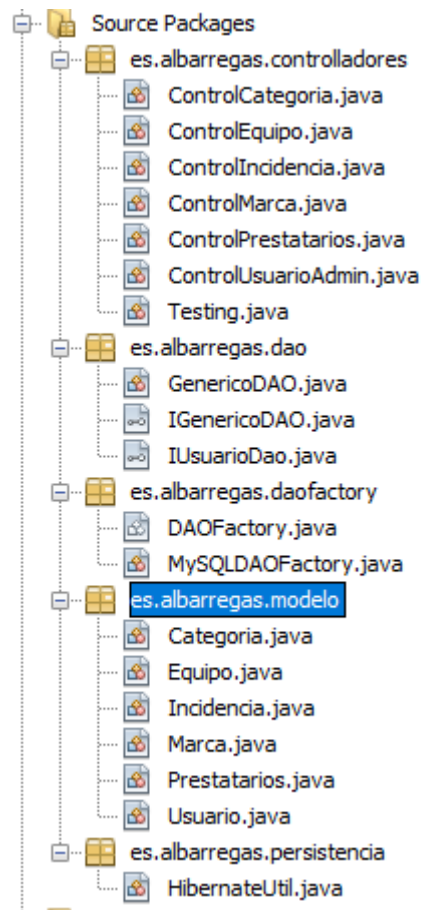 Source Packages
es.albarregas.controlladores
ControlCategoria.java
ControlEquipo.java
ControlIncidencia.java
ControlMarca.java
ControlPrestatarios.java
ControlUsuarioAdmin.java
Testing.java
es.albarregas.dao
GenericoDAO.java
IGenericoDAO.java
IUsuarioDao.java
es.albarregas.daofactory
DAOFactory.java
MySQLDAOFactory.java
es.albarregas.modelo
Categoria.java
Equipo.java
Incidencia.java
Marca.java
Prestatarios.java
Usuario.java
es.albarregas.persistencia
HibernateUtil.java